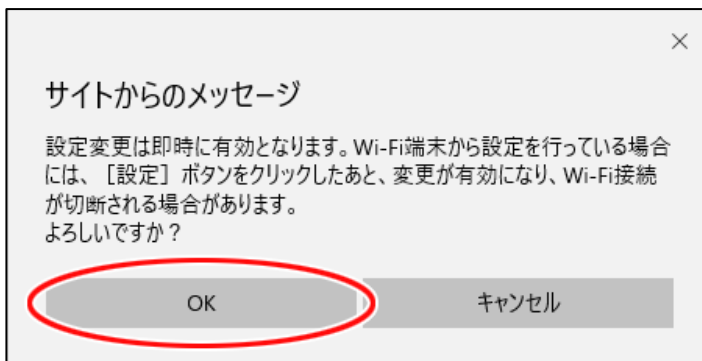 サイトからのメッセージ
設定変更は即時に有効となります。Wi-Fi端末から設定を行っている場合
には、［設定］ボタンをクリックしたあと、変更が有効になり、Wi-Fi接続
が切断される場合があります。
よろしいですか？
OK
キャンセル